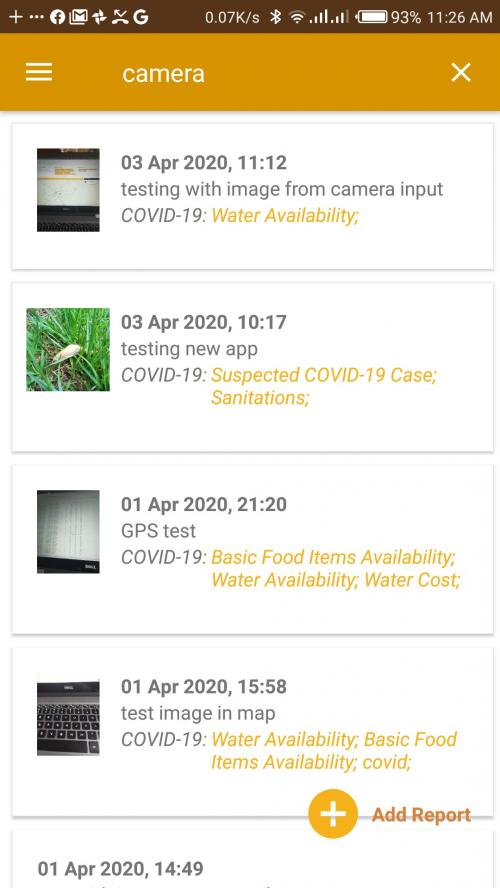 0.07K/s 93% 11:26 AM
camera
03 Apr 2020, 11:12
testing with image from camera input
COVID-19: Water Availability;
03 Apr 2020, 10:17
testing new app
COVID-19: Suspected COVID-19 Case;
Sanitations;
01 Apr 2020, 21:20
GPS test
COVID-19: Basic Food Items Availability;
Water Availability; Water Cost;
DELL
01 Apr 2020, 15:58
test image in map
COVID-19: Water Availability; Basic Food
Items Availability; covid;
DELL
Add Report
01 Apr 2020, 14:49